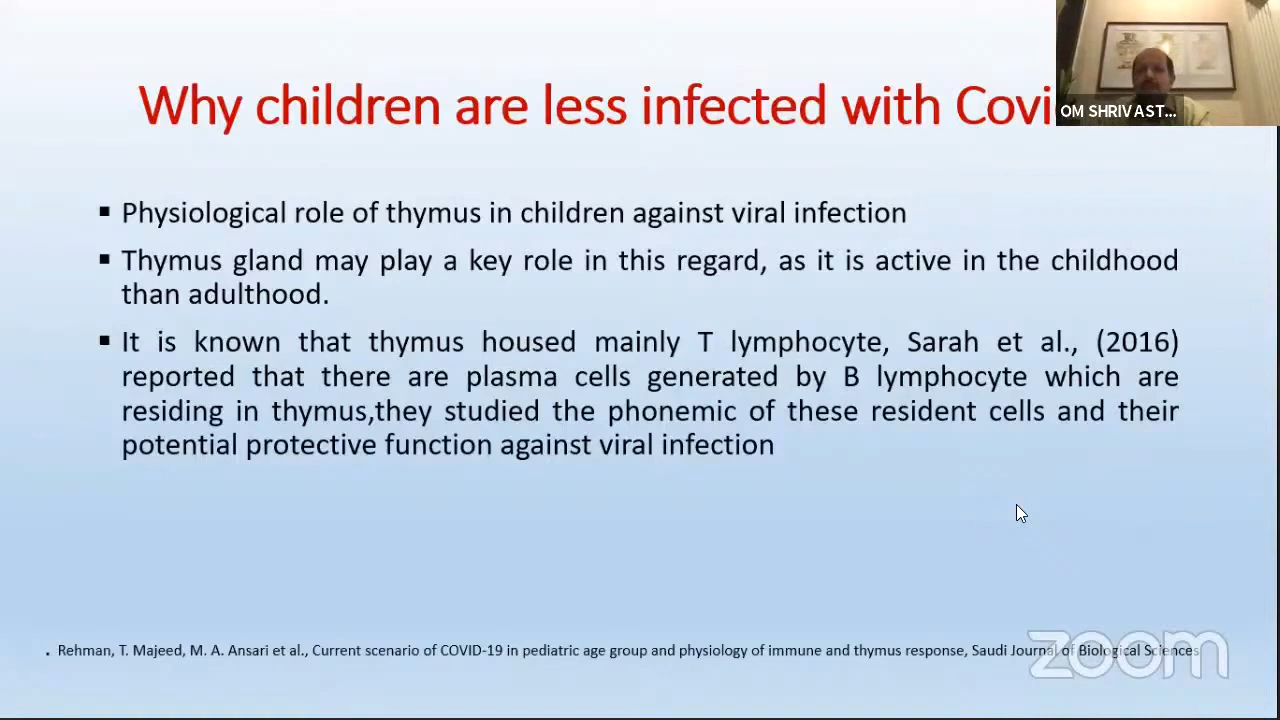 Why children are less infected with Covi
OM SHRIVAST...
▪ Physiological role of thymus in children against viral infection
▪ Thymus gland may play a key role in this regard, as it is active in the childhood
than adulthood.
▪ It is known that thymus housed mainly T lymphocyte, Sarah et al., (2016)
reported that there are plasma cells generated by B lymphocyte which are
residing in thymus,they studied the phonemic of these resident cells and their
potential protective function against viral infection
. Rehman, T. Majeed, M. A. Ansari et al., Current scenario of COVID-19 in pediatric age group and physiology of immune and thymus response, Saudi Journal of Biological Sciences
zoom